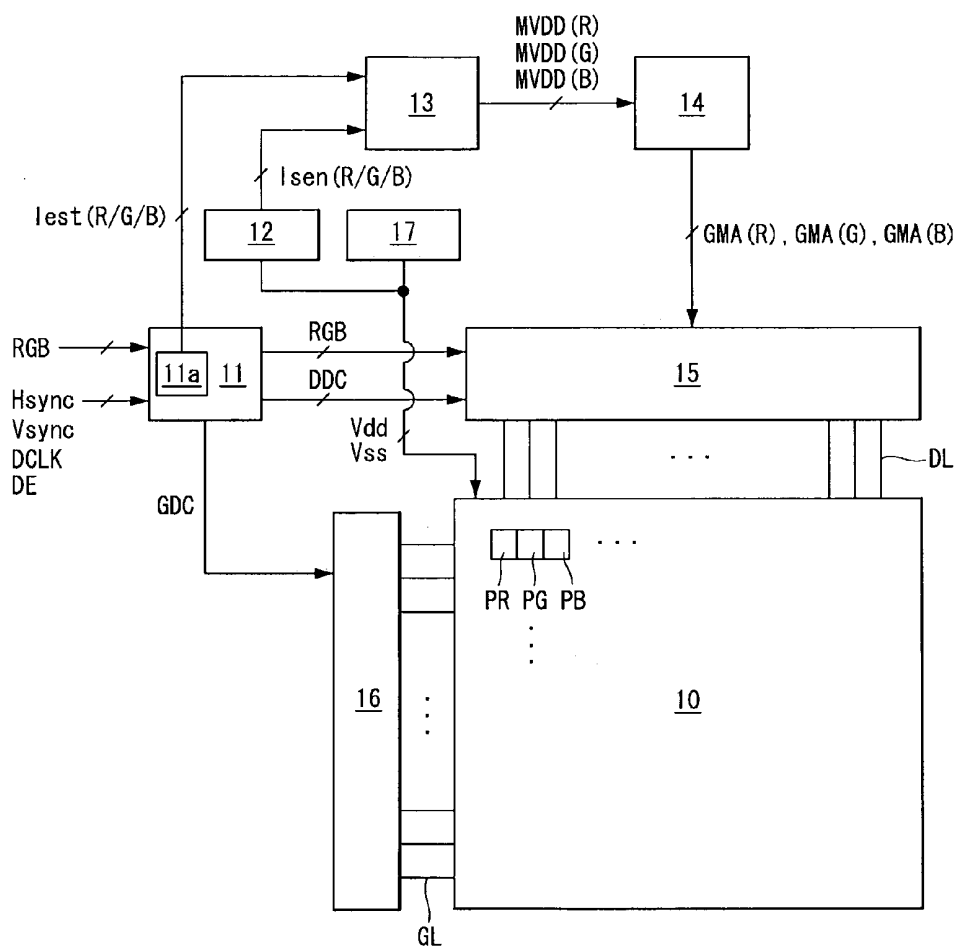 MVDD(R)
MVDD(G)
MVDD(B)
13
14
Isen(R/G/B)
Iest(R/G/B)
12
17
GMA(R), GMA(G), GMA(B)
RGB
RGB
11a
11
15
DDC
Hsync
Vsync
DCLK
DE
Vdd
Vss
. . .
DL
GDC
. . .
PR
PG
PB
16
10
GL